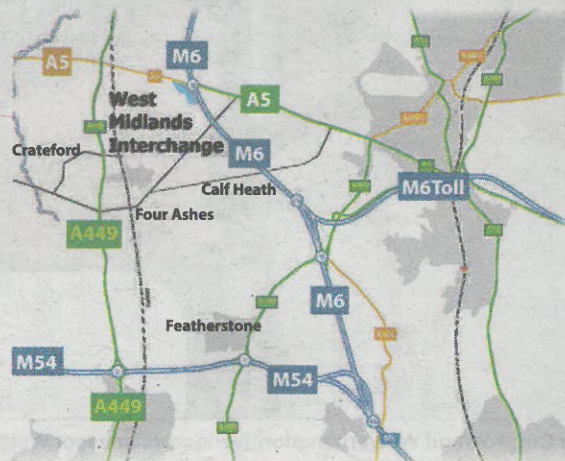 M6
A5
A5
West
Midlands
Interchange
M6
Crateford
Calf Heath
M6Toll
Four Ashes
A449
M6
Featherstone
M54
M54
A449